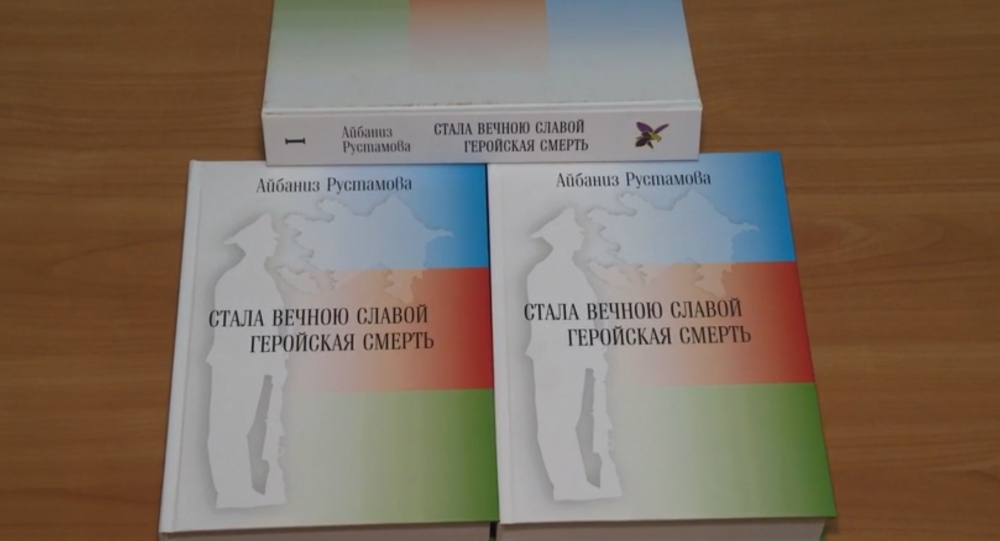 I
Айбаниз
Рустамова
СТАЛА ВЕЧНОЮ СЛАВОЙ
ГЕРОЙСКАЯ СМЕРТЬ
Айбаниз Рустамова
СТАЛА ВЕЧНОЮ СЛАВОЙ
ГЕРОЙСКАЯ СМЕРТЬ
Айбаниз Рустамова
СТАЛА ВЕЧНОЮ СЛАВОЙ
ГЕРОЙСКАЯ СМЕРТЬ